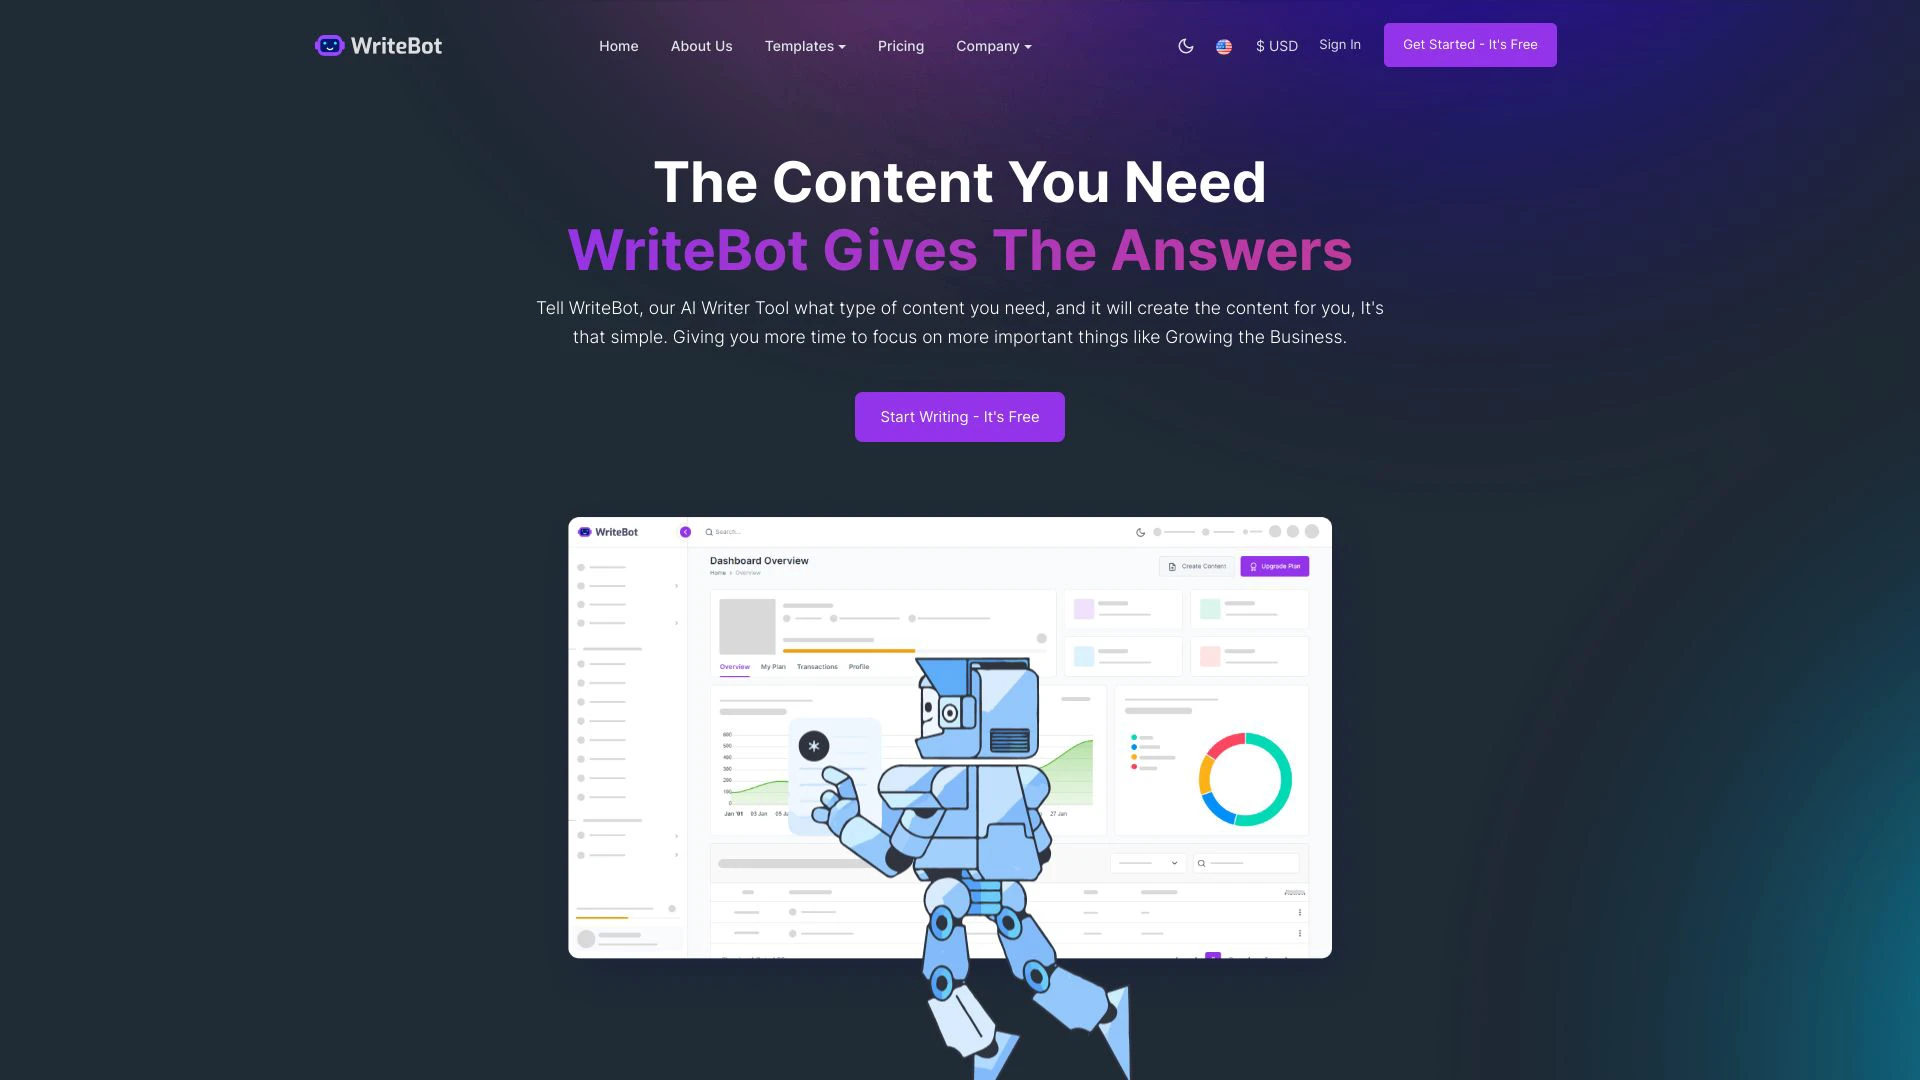 WriteBot
Home
About Us
Templates
Pricing
Company
$ USD
Sign In
Get Started - It's Free
The Content You Need
WriteBot Gives The Answers
Tell WriteBot, our AI Writer Tool what type of content you need, and it will create the content for you, It's
that simple. Giving you more time to focus on more important things like Growing the Business.
Start Writing - It's Free
WriteBot
Search...
Dashboard Overview
Home > Overview
Create Content
Upgrade Plan
Overview
My Plan
Transactions
Profile
600
500
400
300
200
100
0
Jan '01
03 Jan
05 Ja
27 Jan